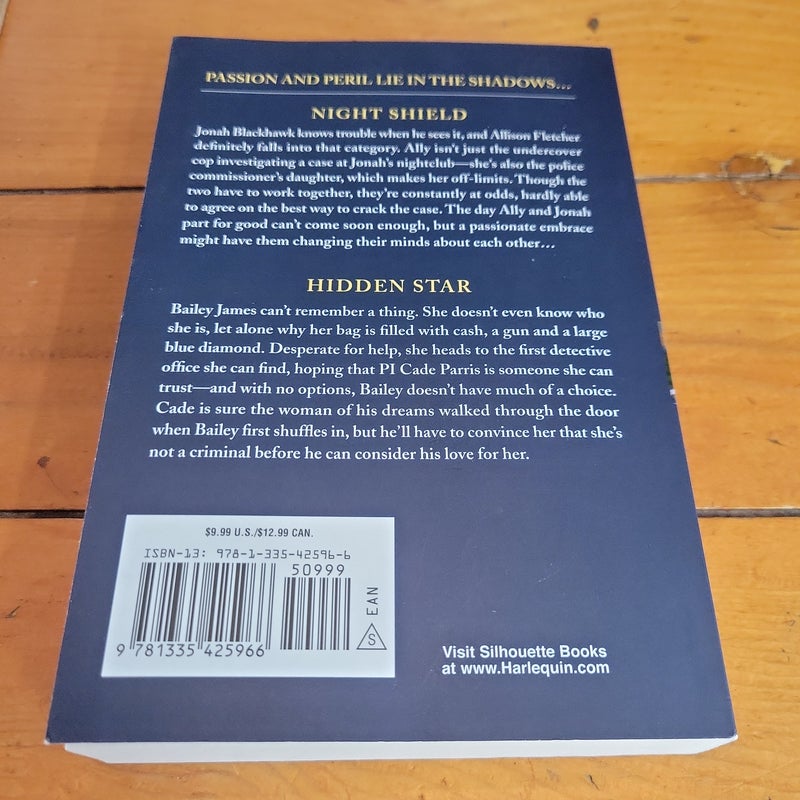 PASSION AND PERIL LIE IN THE SHADOWS...
NIGHT SHIELD
Jonah Blackhawk knows trouble when he sees it, and Allison Fletcher
definitely falls into that category. Ally isn't just the undercover
cop investigating a case at Jonah's nightclub—she's also the police
commissioner's daughter, which makes her off-limits. Though the
two have to work together, they're constantly at odds, hardly able
to agree on the best way to crack the case. The day Ally and Jonah
part for good can't come soon enough, but a passionate embrace
might have them changing their minds about each other...
HIDDEN STAR
Bailey James can't remember a thing. She doesn't even know who
she is, let alone why her bag is filled with cash, a gun and a large
blue diamond. Desperate for help, she heads to the first detective
office she can find, hoping that PI Cade Parris is someone she can
trust—and with no options, Bailey doesn't have much of a choice.
Cade is sure the woman of his dreams walked through the door
when Bailey first shuffles in, but he'll have to convince her that she's
not a criminal before he can consider his love for her.
$9.99 U.S./$12.99 CAN.
ISBN-13: 978-1-335-42596-6
50999
9 781335 425966
S EAN
Visit Silhouette Books
at www.Harlequin.com